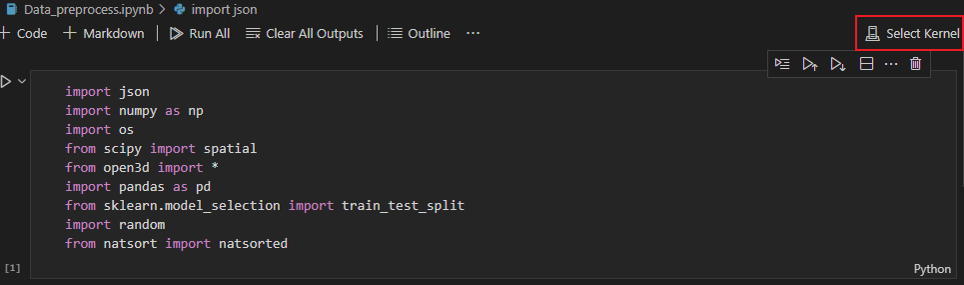 Data_preprocess.ipynb > import json
+ Code + Markdown | Run All Clear All Outputs | Outline ... Select Kernel
import json
import numpy as np
import os
from scipy import spatial
from open3d import *
import pandas as pd
from sklearn.model_selection import train_test_split
import random
from natsort import natsorted
[1] Python